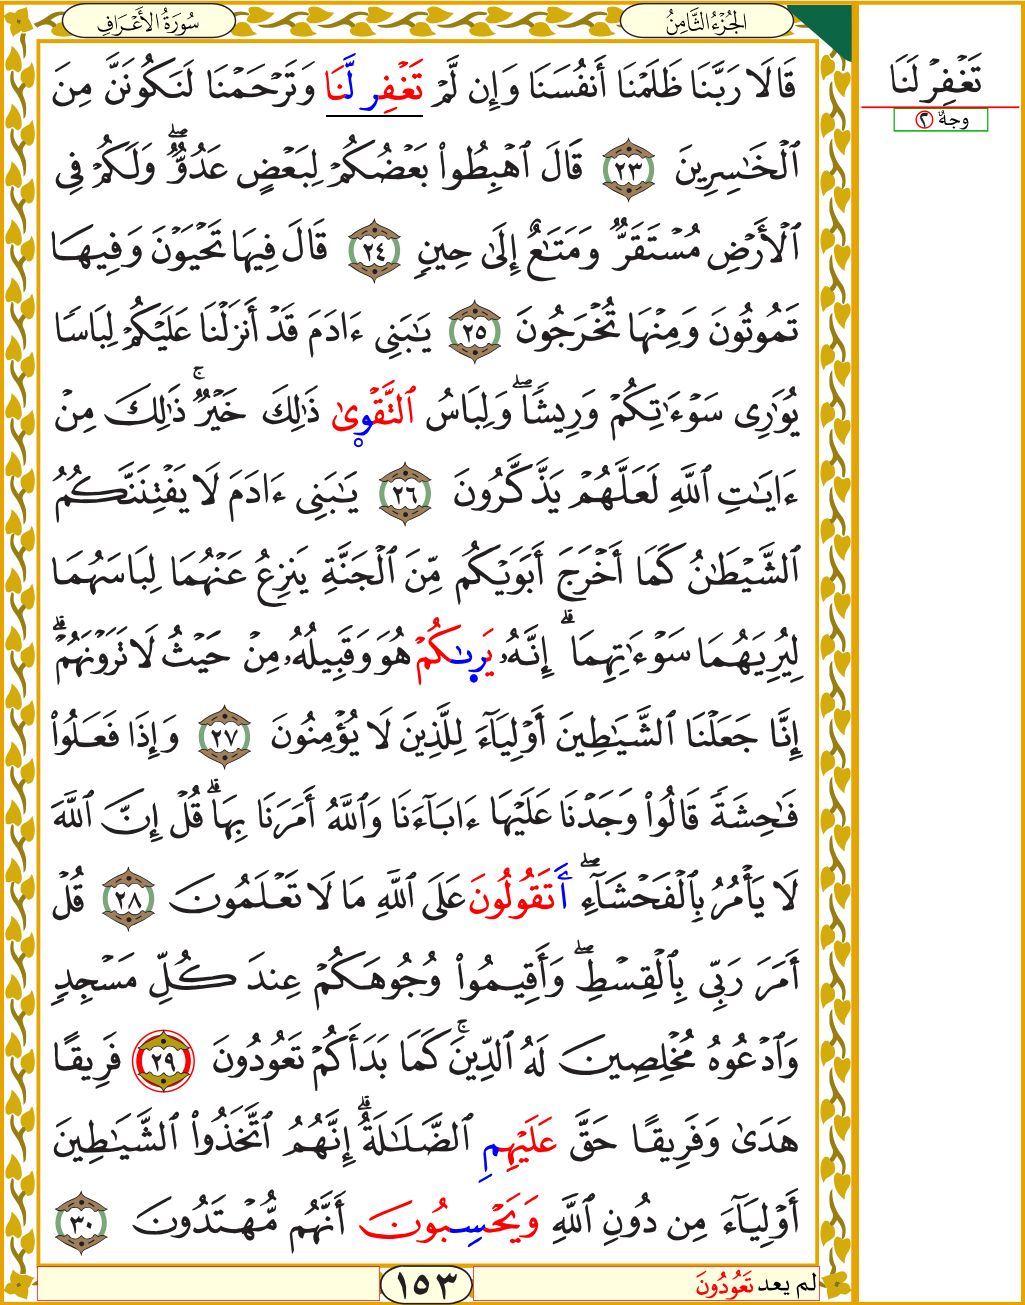 سُورَةُ الأَعْرَافِ
الجُزْءُ الثَّامِنُ
قَالَا رَبَّنَا ظَلَمْنَآ أَنفُسَنَا وَإِن لَّمْ تَغْفِر لَّنَا وَتَرْحَمْنَا لَنَكُونَنَّ مِنَ
ٱلْخَٰسِرِينَ ٢٣ قَالَ ٱهْبِطُوا۟ بَعْضُكُمْ لِبَعْضٍ عَدُوٌّۖ وَلَكُمْ فِى
ٱلْأَرْضِ مُسْتَقَرٌّ وَمَتَٰعٌ إِلَىٰ حِينٍ ٢٤ قَالَ فِيهَا تَحْيَوْنَ وَفِيهَا
تَمُوتُونَ وَمِنْهَا تُخْرَجُونَ ٢٥ يَٰبَنِى ءَادَمَ قَدْ أَنزَلْنَا عَلَيْكُمْ لِبَاسًا
يُوَٰرِى سَوْءَٰتِكُمْ وَرِيشًاۖ وَلِبَاسُ ٱلتَّقْوىٰ ذَٰلِكَ خَيْرٌۚ ذَٰلِكَ مِنْ
ءَايَٰتِ ٱللَّهِ لَعَلَّهُمْ يَذَّكَّرُونَ ٢٦ يَٰبَنِى ءَادَمَ لَا يَفْتِنَنَّكُمُ
ٱلشَّيْطَٰنُ كَمَا أَخْرَجَ أَبَوَيْكُم مِّنَ ٱلْجَنَّةِ يَنزِعُ عَنْهُمَا لِبَاسَهُمَا
لِيُرِيَهُمَا سَوْءَٰتِهِمَاۗ إِنَّهُۥ يَرىٰكُمْ هُوَ وَقَبِيلُهُۥ مِنْ حَيْثُ لَا تَرَوْنَهُمْۗ
إِنَّا جَعَلْنَا ٱلشَّيَٰطِينَ أَوْلِيَآءَ لِلَّذِينَ لَا يُؤْمِنُونَ ٢٧ وَإِذَا فَعَلُوا۟
فَٰحِشَةً قَالُوا۟ وَجَدْنَا عَلَيْهَا ءَابَآءَنَا وَٱللَّهُ أَمَرَنَا بِهَاۗ قُلْ إِنَّ ٱللَّهَ
لَا يَأْمُرُ بِٱلْفَحْشَآءِۖ أَتَقُولُونَ عَلَى ٱللَّهِ مَا لَا تَعْلَمُونَ ٢٨ قُلْ
أَمَرَ رَبِّى بِٱلْقِسْطِۖ وَأَقِيمُوا۟ وُجُوهَكُمْ عِندَ كُلِّ مَسْجِدٍ
وَٱدْعُوهُ مُخْلِصِينَ لَهُ ٱلدِّينَۚ كَمَا بَدَأَكُمْ تَعُودُونَ ٢٩ فَرِيقًا
هَدَىٰ وَفَرِيقًا حَقَّ عَلَيْهِمِ ٱلضَّلَٰلَةُۗ إِنَّهُمُ ٱتَّخَذُوا۟ ٱلشَّيَٰطِينَ
أَوْلِيَآءَ مِن دُونِ ٱللَّهِ وَيَحْسِبُونَ أَنَّهُم مُّهْتَدُونَ ٣٠
لم يعد تَعُودُونَ
١٥٣
تَغْفِرْ لَنَا
وجهٌ ٢